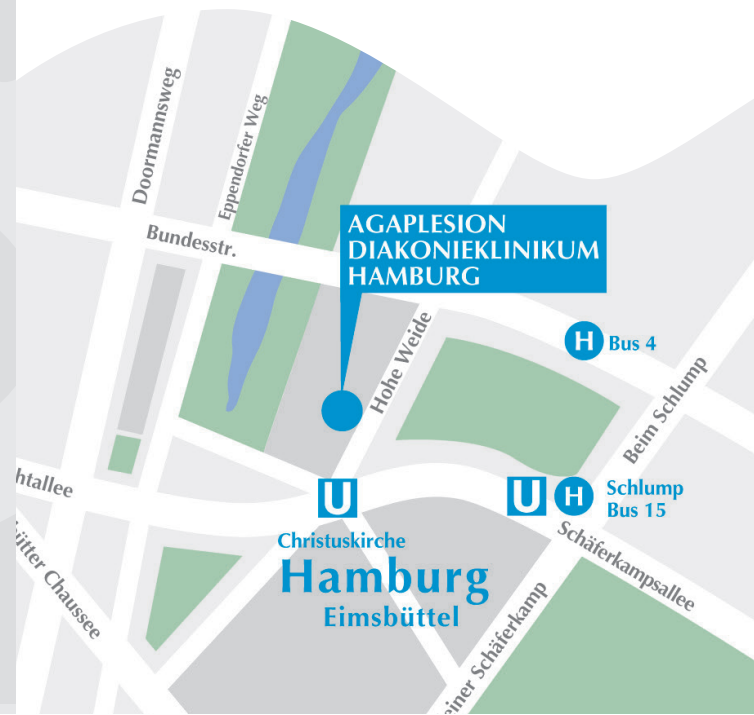 Doormannsweg
Eppendorfer Weg
Bundesstr.
AGAPLESION
DIAKONIEKLINIKUM
HAMBURG
Hohe Weide
H Bus 4
Beim Schlump
htallee
U
U H Schlump
Bus 15
Christuskirche
Hamburg
Eimsbüttel
Schäferkampsallee
ütter Chaussee
einer Schäferkamp